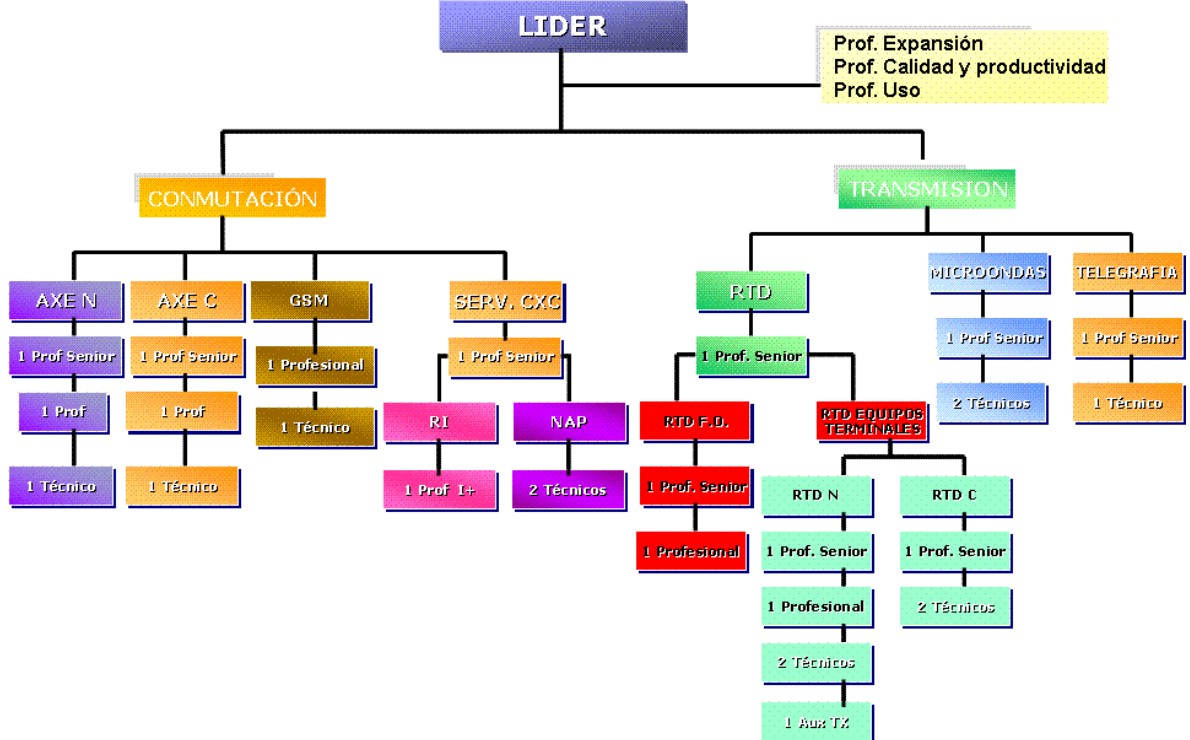 LIDER
Prof. Expansión
Prof. Calidad y productividad
Prof. Uso
CONMUTACIÓN
TRANSMISION
AXE N
1 Prof Senior
1 Prof
1 Técnico
AXE C
1 Prof Senior
1 Prof
1 Técnico
GSM
1 Profesional
1 Técnico
SERV. CXC
1 Prof Senior
RI
1 Prof I+
NAP
2 Técnicos
RTD
1 Prof. Senior
RTD F.O.
1 Prof. Senior
1 Profesional
RTD EQUIPOS
TERMINALES
RTD N
1 Prof. Senior
1 Profesional
2 Técnicos
1 Aux TX
RTD C
1 Prof. Senior
2 Técnicos
MICROONDAS
1 Prof Senior
2 Técnicos
TELEGRAFIA
1 Prof Senior
1 Técnico